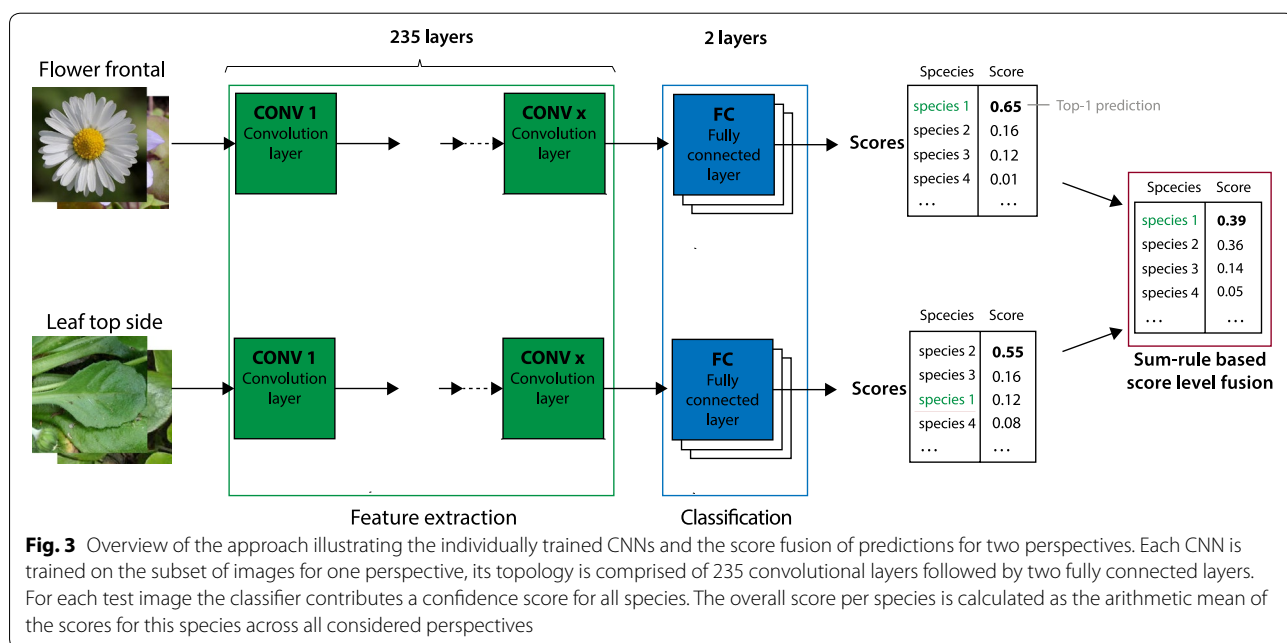 235 layers
2 layers
Flower frontal
CONV 1
Convolution
layer
CONV x
Convolution
layer
FC
Fully
connected
layer
Scores
Spcecies Score
species 1 0.65
species 2 0.16
species 3 0.12
species 4 0.01
... ...
Top-1 prediction
Spcecies Score
species 1 0.39
species 2 0.36
species 3 0.14
species 4 0.05
... ...
Sum-rule based
score level fusion
Leaf top side
CONV 1
Convolution
layer
CONV x
Convolution
layer
FC
Fully
connected
layer
Scores
Spcecies Score
species 2 0.55
species 3 0.16
species 1 0.12
species 4 0.08
... ...
Feature extraction
Classification
Fig. 3 Overview of the approach illustrating the individually trained CNNs and the score fusion of predictions for two perspectives. Each CNN is
trained on the subset of images for one perspective, its topology is comprised of 235 convolutional layers followed by two fully connected layers.
For each test image the classifier contributes a confidence score for all species. The overall score per species is calculated as the arithmetic mean of
the scores for this species across all considered perspectives